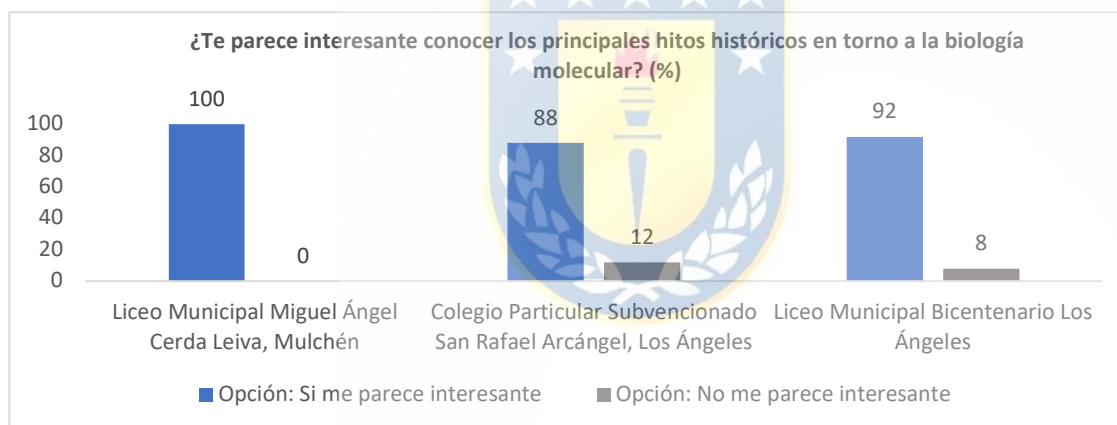 ¿Te parece interesante conocer los principales hitos históricos en torno a la biología
molecular? (%)
100
88
92
100
80
60
40
20
0
0
12
8
Liceo Municipal Miguel Ángel
Cerda Leiva, Mulchén
Colegio Particular Subvencionado
San Rafael Arcángel, Los Ángeles
Liceo Municipal Bicentenario Los
Ángeles
Opción: Si me parece interesante
Opción: No me parece interesante